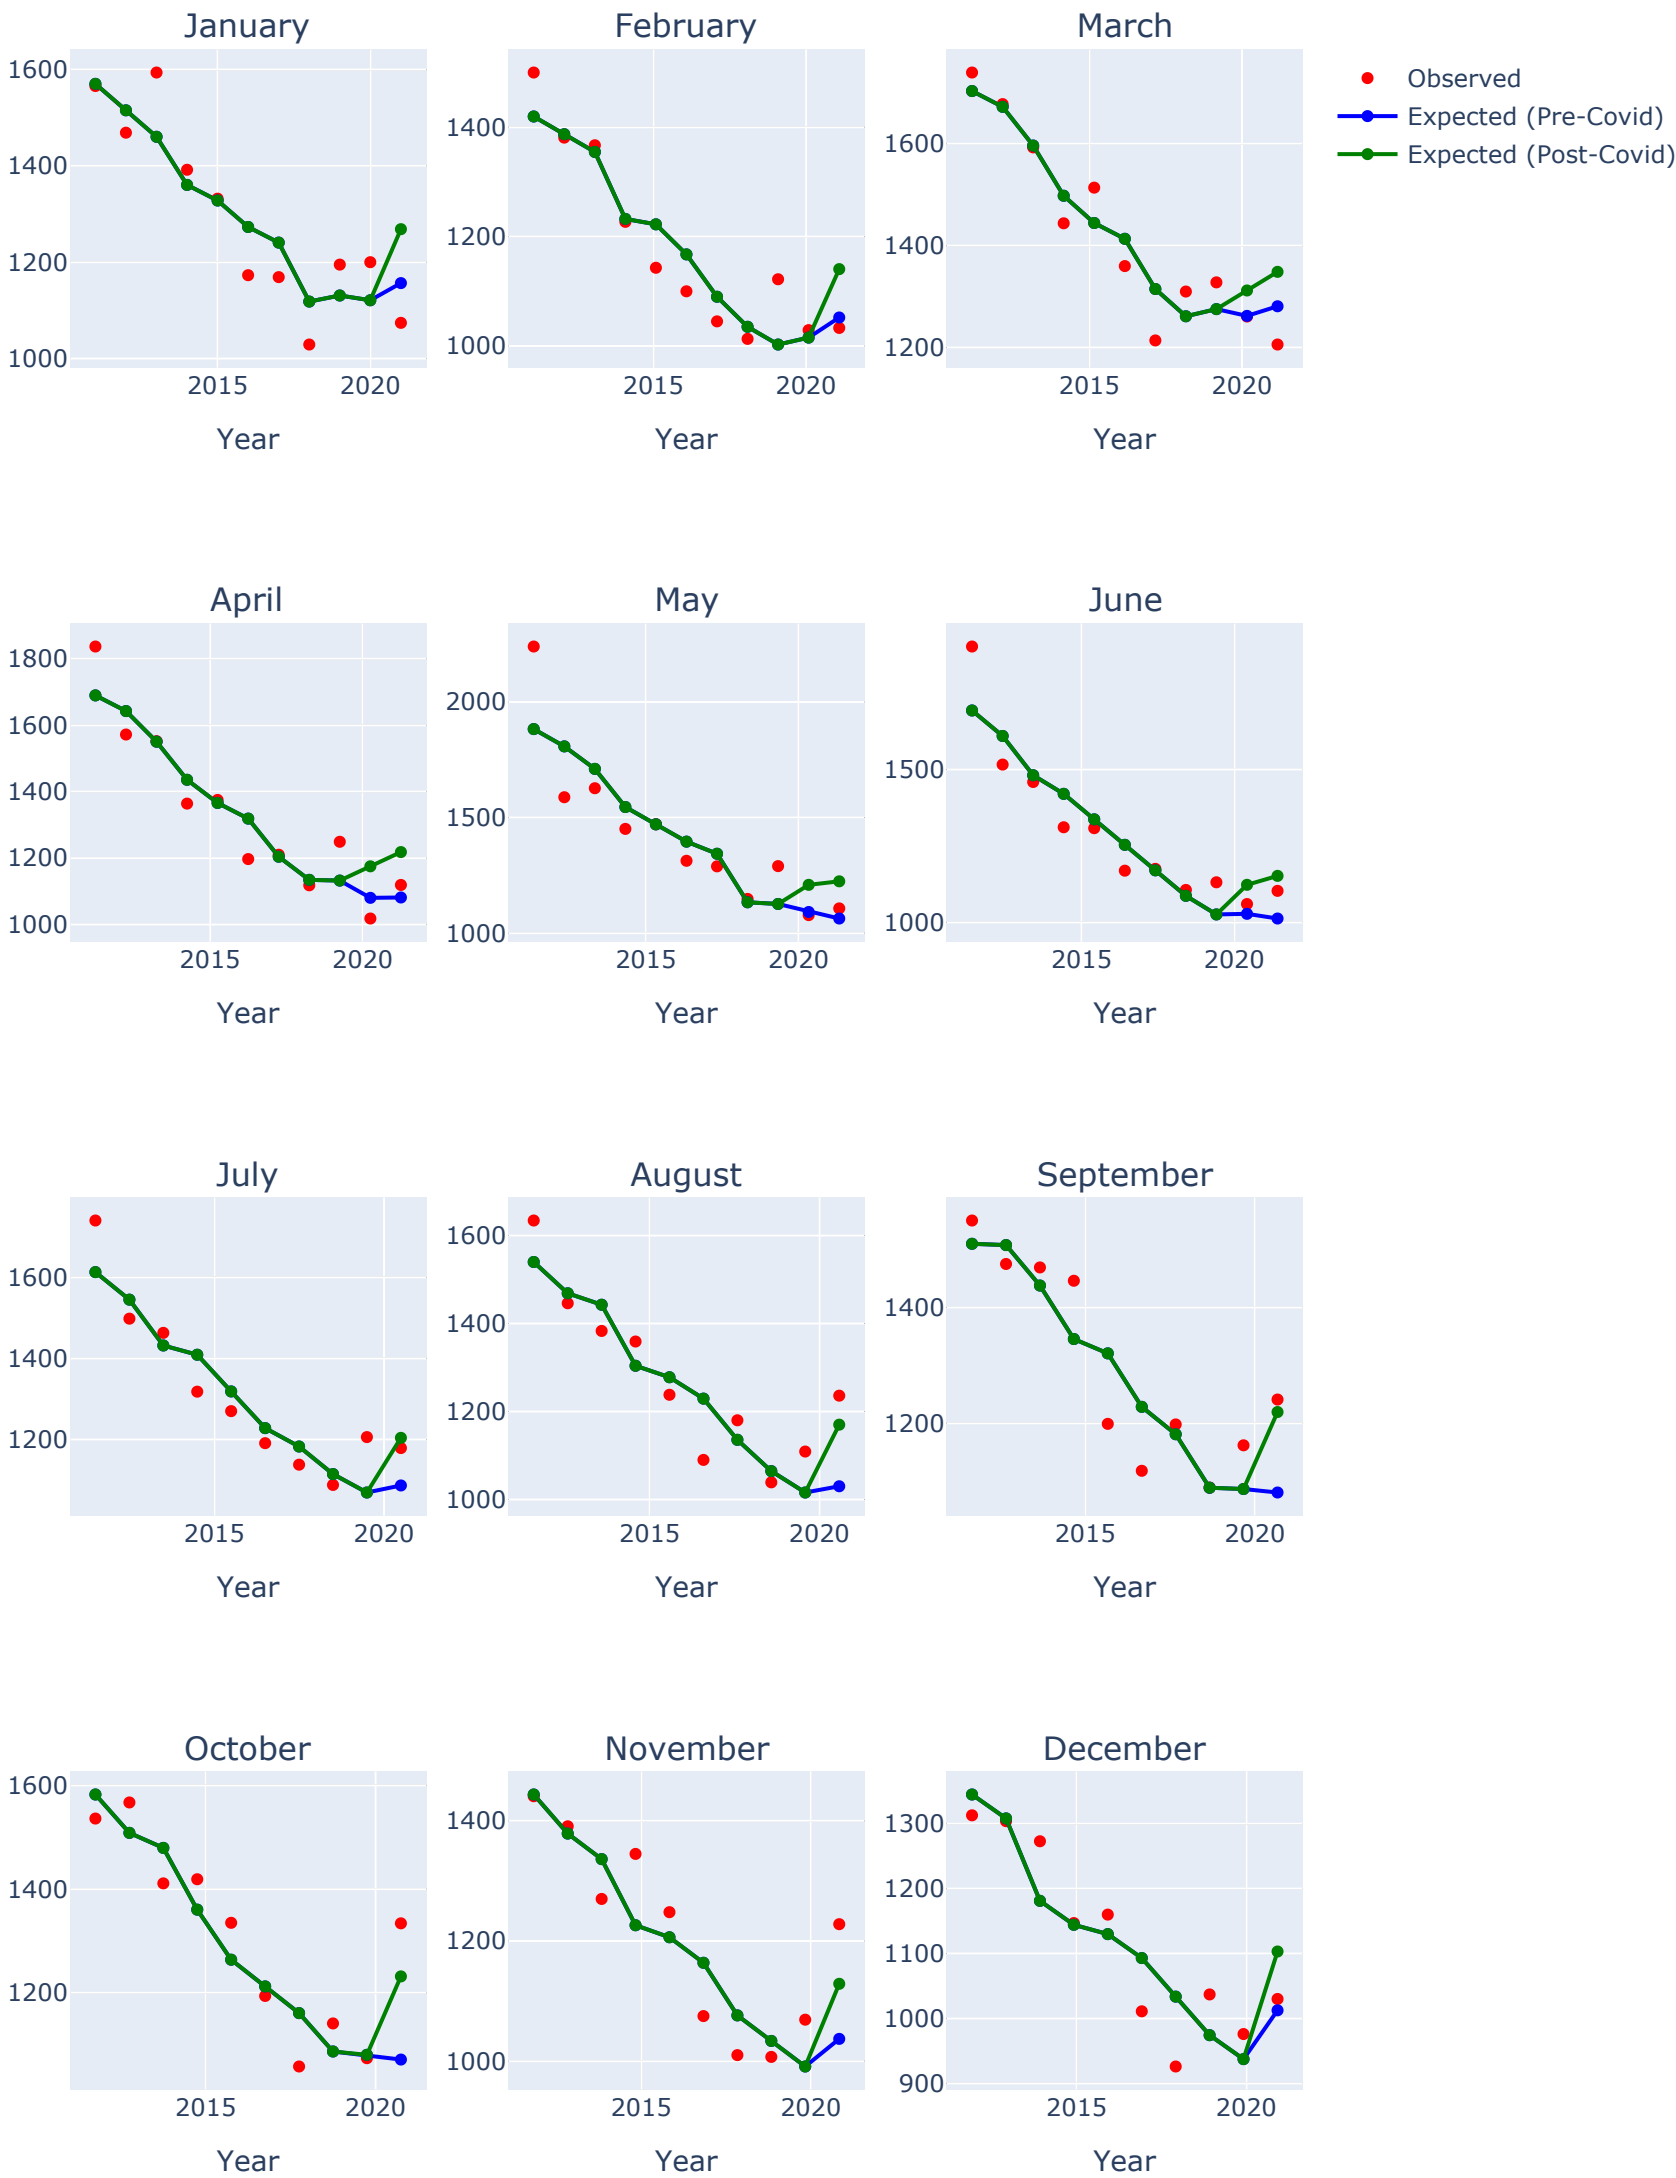 January
February
March
1600
1400
1200
1000
2015
2020
Year
1400
1200
1000
2015
2020
Year
1600
1400
1200
2015
2020
Year
Observed
Expected (Pre-Covid)
Expected (Post-Covid)
April
May
June
1800
1600
1400
1200
1000
2015
2020
Year
2000
1500
1000
2015
2020
Year
1500
1000
2015
2020
Year
July
August
September
1600
1400
1200
2015
2020
Year
1600
1400
1200
1000
2015
2020
Year
1400
1200
2015
2020
Year
October
November
December
1600
1400
1200
2015
2020
Year
1400
1200
1000
2015
2020
Year
1300
1200
1100
1000
900
2015
2020
Year